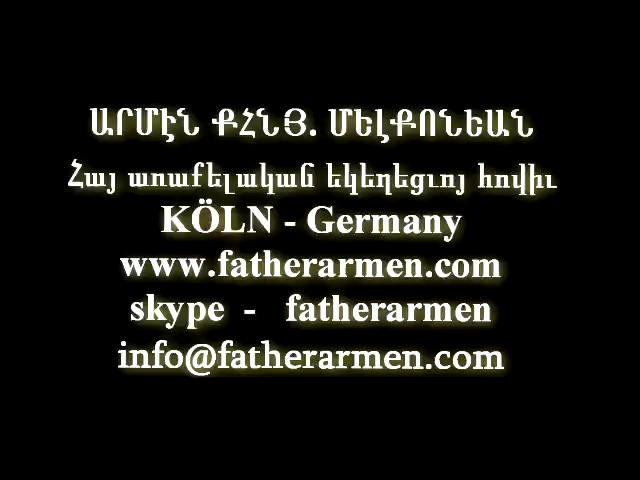 ԱՐՄԷՆ ՔՀՆՅ. ՄԵԼՔՈՆԵԱՆ
Հայ առաքելական եկեղեցւոյ հովիւ
KÖLN - Germany
www.fatherarmen.com
skype - fatherarmen
info@fatherarmen.com